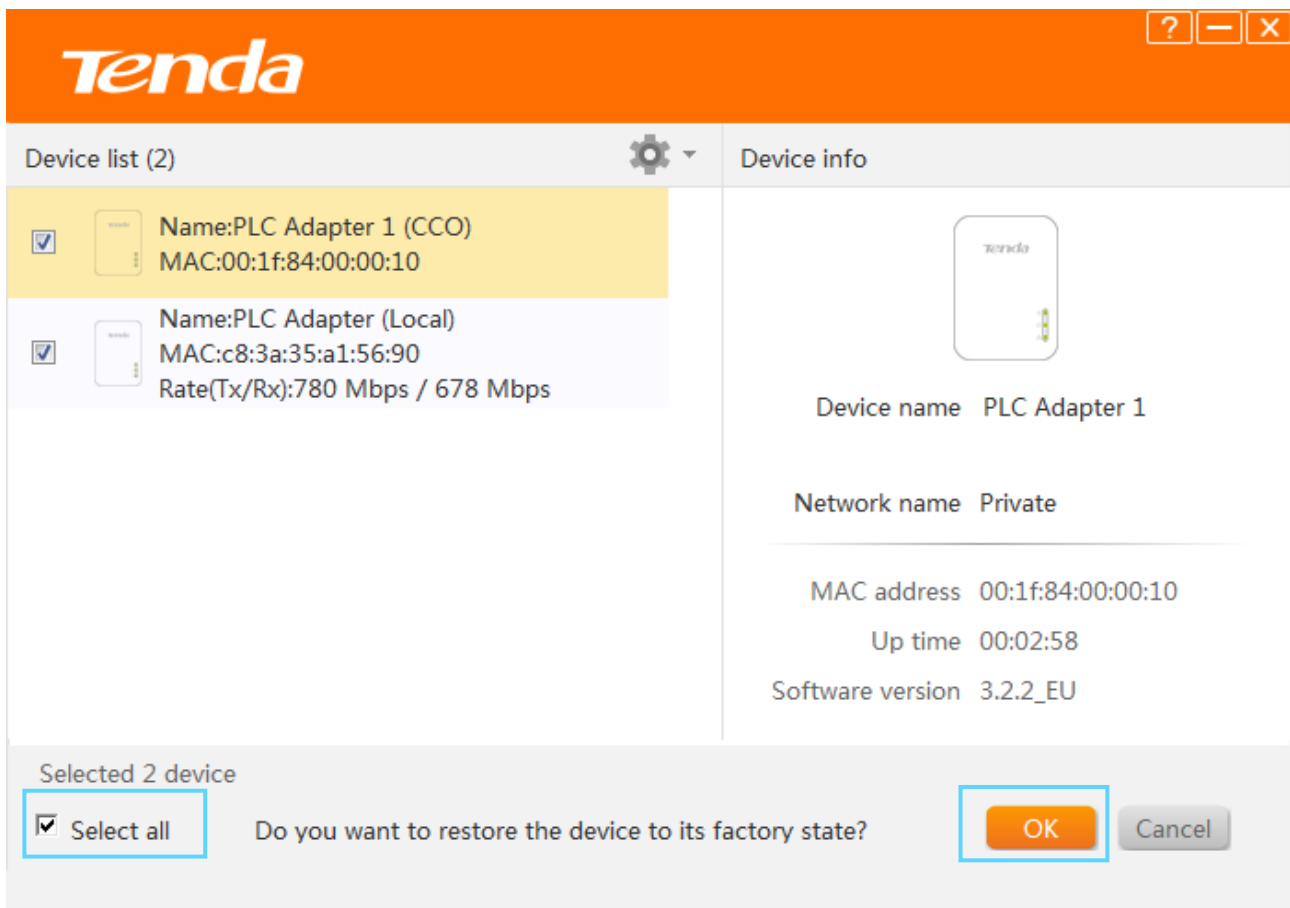 Tenda
?
Device list (2)
Device info
Name:PLC Adapter 1 (CCO)
MAC:00:1f:84:00:00:10
Name:PLC Adapter (Local)
MAC:c8:3a:35:a1:56:90
Rate(Tx/Rx):780 Mbps / 678 Mbps
Tenda
Device name PLC Adapter 1
Network name Private
MAC address 00:1f:84:00:00:10
Up time 00:02:58
Software version 3.2.2_EU
Selected 2 device
Select all
Do you want to restore the device to its factory state?
OK
Cancel